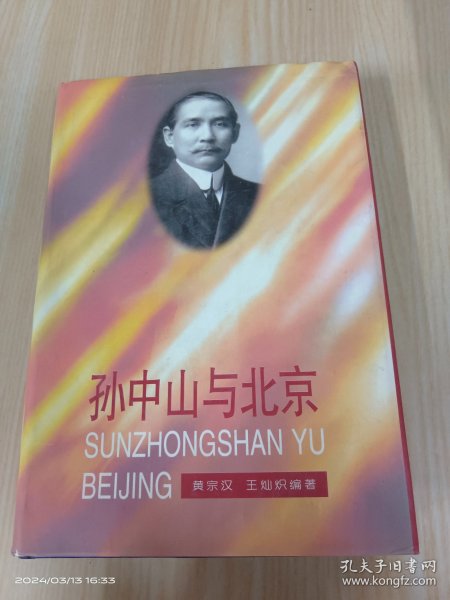 孙中山与北京
SUNZHONGSHAN YU
BEIJING
黄宗汉 王灿炽编著
2024/03/13 16:33
孔夫子旧书网
www.kongfz.com